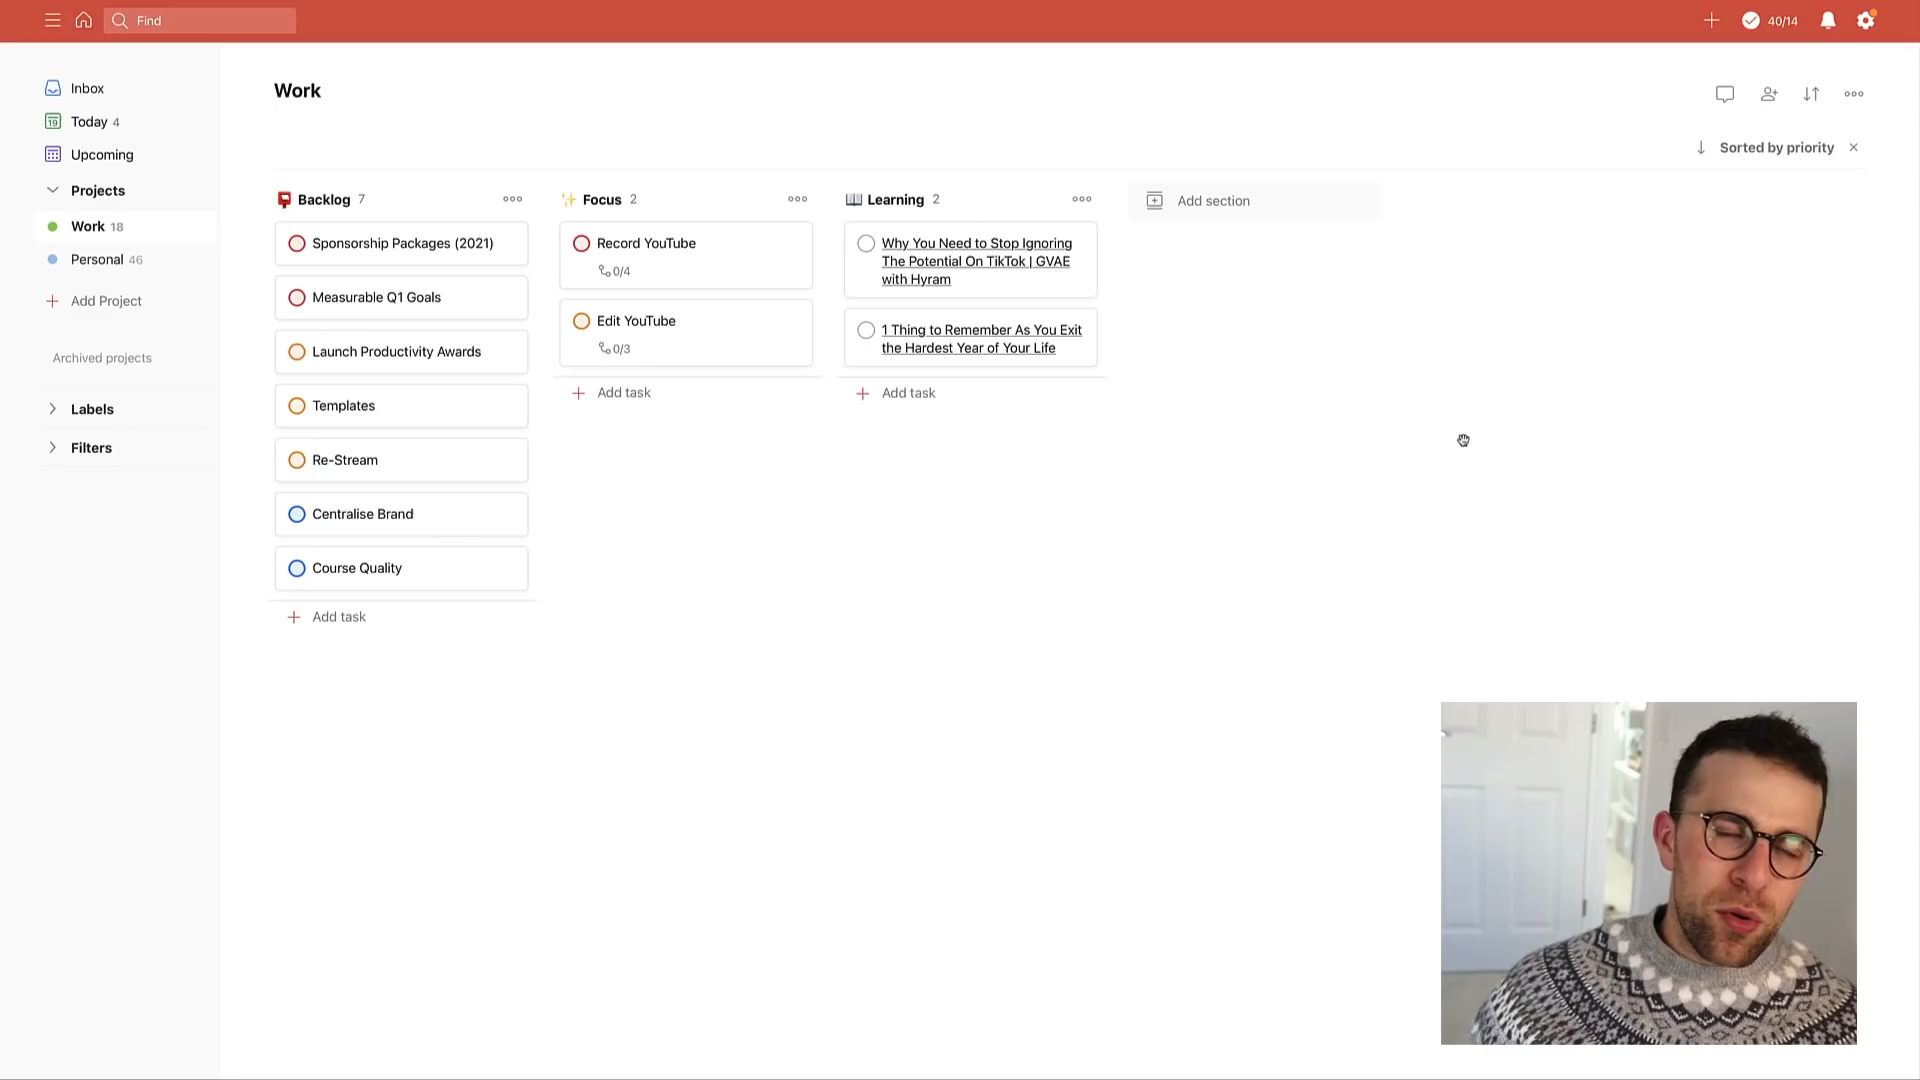 Find
40/14
Inbox
19
Today 4
Upcoming
Projects
Work 18
Personal 46
Add Project
Archived projects
Labels
Filters
Work
Sorted by priority
Backlog 7
Sponsorship Packages (2021)
Measurable Q1 Goals
Launch Productivity Awards
Templates
Re-Stream
Centralise Brand
Course Quality
Add task
Focus 2
Record YouTube
0/4
Edit YouTube
0/3
Add task
Learning 2
Why You Need to Stop Ignoring
The Potential On TikTok | GVAE
with Hyram
1 Thing to Remember As You Exit
the Hardest Year of Your Life
Add task
Add section